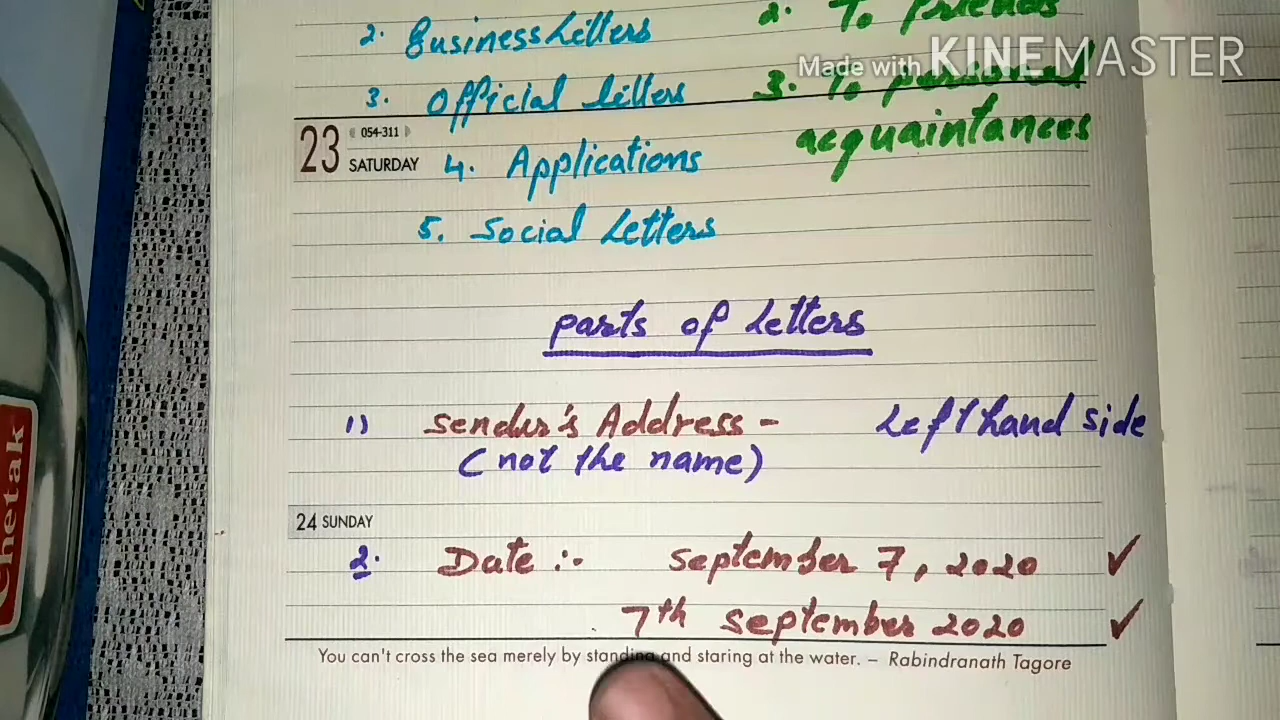 2. Business Letters
2. To friends
Made with KINEMASTER
3. Official letters
3. To personal
acquaintances
23 054-311 SATURDAY
4. Applications
5. Social Letters
parts of letters
1) Sender's Address - Left hand side
(not the name)
24 SUNDAY
2. Date :- September 7, 2020 ✓
7th september 2020 ✓
You can't cross the sea merely by standing and staring at the water. – Rabindranath Tagore
Chetak